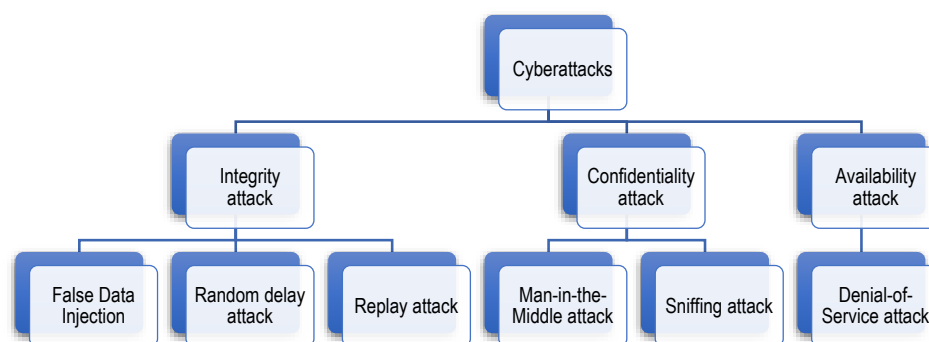 Cyberattacks
Integrity
attack
Confidentiality
attack
Availability
attack
False Data
Injection
Random delay
attack
Replay attack
Man-in-the-
Middle attack
Sniffing attack
Denial-of-
Service attack